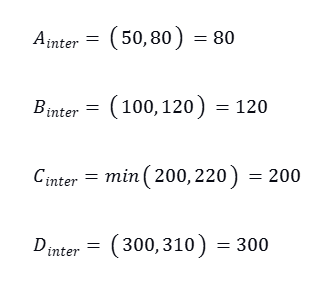 A_inter = (50,80) = 80
B_inter = (100,120) = 120
C_inter = min(200,220) = 200
D_inter = (300,310) = 300